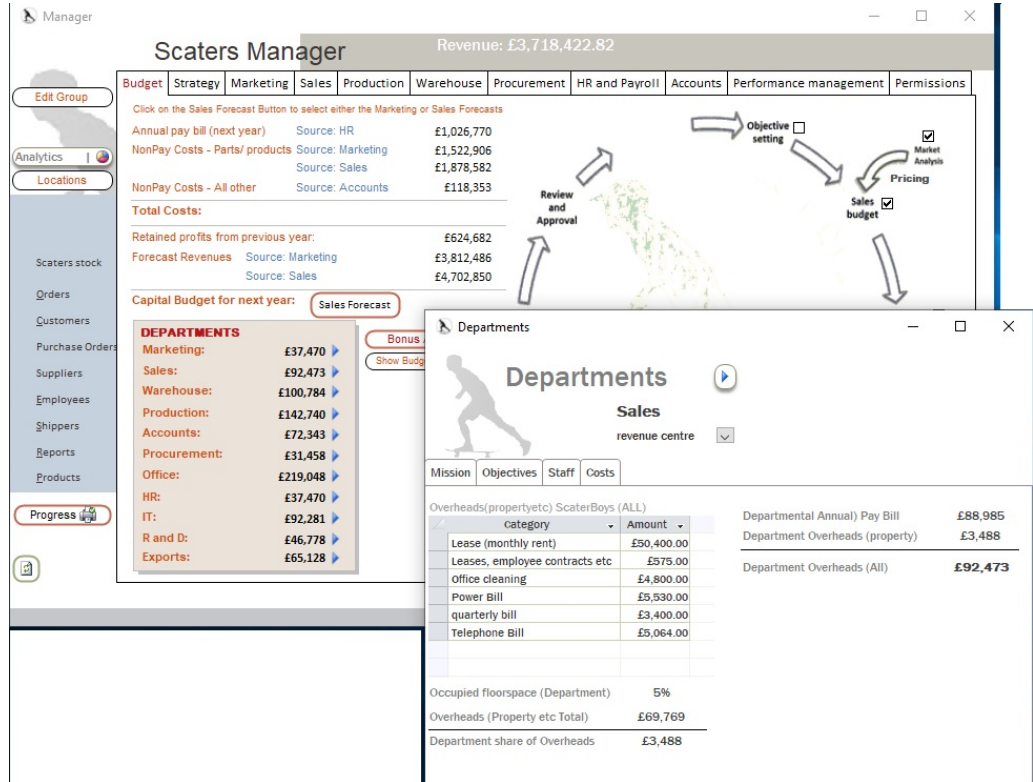 Manager
Scaters Manager
Revenue: £3,718,422.82
Edit Group
Analytics
Locations
Scaters stock
Orders
Customers
Purchase Orders
Suppliers
Employees
Shippers
Reports
Products
Progress
Budget Strategy Marketing Sales Production Warehouse Procurement HR and Payroll Accounts Performance management Permissions
Click on the Sales Forecast Button to select either the Marketing or Sales Forecasts
Annual pay bill (next year) Source: HR £1,026,770
NonPay Costs - Parts/ products Source: Marketing £1,522,906
Source: Sales £1,878,582
NonPay Costs - All other Source: Accounts £118,353
Total Costs:
Retained profits from previous year: £624,682
Forecast Revenues Source: Marketing £3,812,486
Source: Sales £4,702,850
Capital Budget for next year: Sales Forecast
DEPARTMENTS
Marketing: £37,470
Sales: £92,473
Warehouse: £100,784
Production: £142,740
Accounts: £72,343
Procurement: £31,458
Office: £219,048
HR: £37,470
IT: £92,281
R and D: £46,778
Exports: £65,128
Bonus
Show
Objective
setting
Market
Analysis
Pricing
Sales
budget
Review
and
Approval
Departments
Departments
Sales
revenue centre
Mission Objectives Staff Costs
Overheads(propertyetc) ScaterBoys (ALL)
Category Amount
Lease (monthly rent) £50,400.00
Leases, employee contracts etc £575.00
Office cleaning £4,800.00
Power Bill £5,530.00
quarterly bill £3,400.00
Telephone Bill £5,064.00
Occupied floorspace (Department) 5%
Overheads (Property etc Total) £69,769
Department share of Overheads £3,488
Departmental Annual) Pay Bill £88,985
Department Overheads (property) £3,488
Department Overheads (All) £92,473